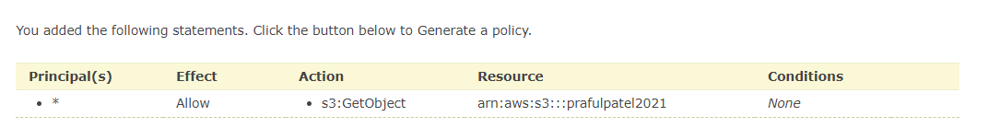 You added the following statements. Click the button below to Generate a policy.
Principal(s) Effect Action Resource Conditions
• * Allow • s3:GetObject arn:aws:s3:::prafulpatel2021 None